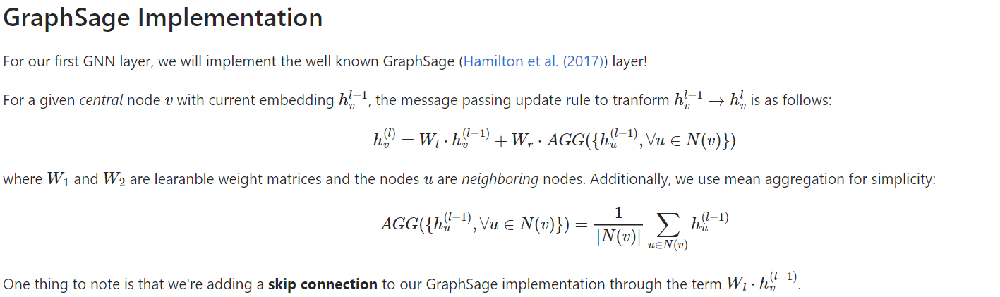 GraphSage Implementation
For our first GNN layer, we will implement the well known GraphSage (Hamilton et al. (2017)) layer!
For a given central node $v$ with current embedding $h_v^{l-1}$, the message passing update rule to tranform $h_v^{l-1} \rightarrow h_v^l$ is as follows:
$h_v^{(l)} = W_l \cdot h_v^{(l-1)} + W_r \cdot AGG(\{h_u^{(l-1)}, \forall u \in N(v)\})$
where $W_1$ and $W_2$ are learanble weight matrices and the nodes $u$ are neighboring nodes. Additionally, we use mean aggregation for simplicity:
$AGG(\{h_u^{(l-1)}, \forall u \in N(v)\}) = \frac{1}{|N(v)|} \sum_{u \in N(v)} h_u^{(l-1)}$
One thing to note is that we're adding a skip connection to our GraphSage implementation through the term $W_l \cdot h_v^{(l-1)}$.